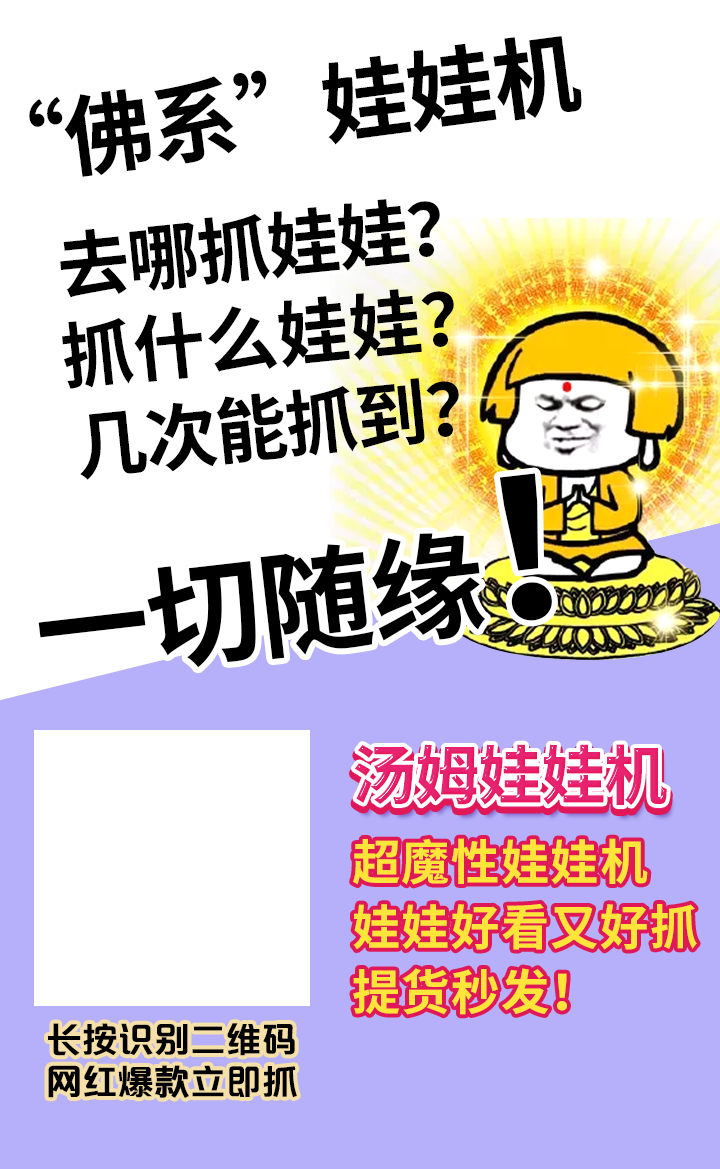 “佛系” 娃娃机
去哪抓娃娃?
抓什么娃娃?
几次能抓到?
一切随缘!
汤姆娃娃机
超魔性娃娃机
娃娃好看又好抓
提货秒发!
长按识别二维码
网红爆款立即抓